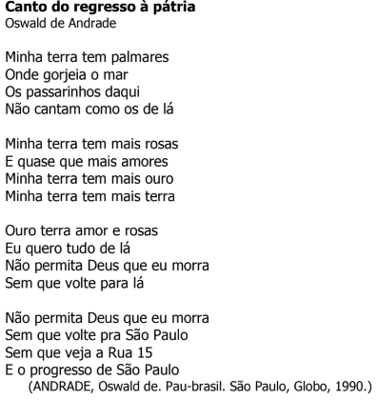 Canto do regresso à pátria
Oswald de Andrade
Minha terra tem palmares
Onde gorjeia o mar
Os passarinhos daqui
Não cantam como os de lá
Minha terra tem mais rosas
E quase que mais amores
Minha terra tem mais ouro
Minha terra tem mais terra
Ouro terra amor e rosas
Eu quero tudo de lá
Não permita Deus que eu morra
Sem que volte para lá
Não permita Deus que eu morra
Sem que volte pra São Paulo
Sem que veja a Rua 15
E o progresso de São Paulo
(ANDRADE, Oswald de. Pau-brasil. São Paulo, Globo, 1990.)